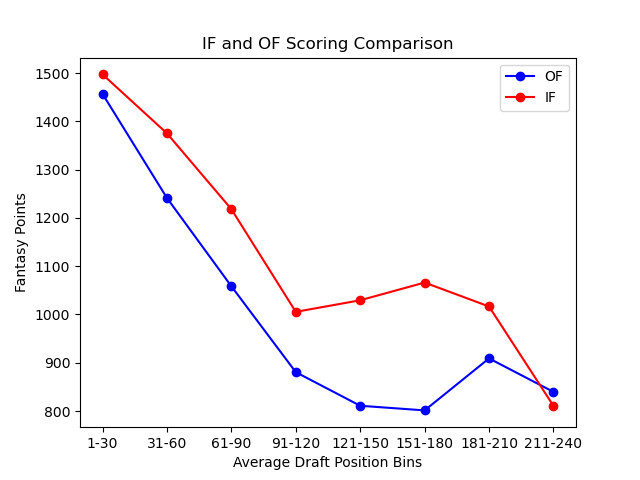 IF and OF Scoring Comparison
OF
IF
1500
1400
1300
1200
1100
1000
900
800
Fantasy Points
1-30 31-60 61-90 91-120 121-150 151-180 181-210 211-240
Average Draft Position Bins